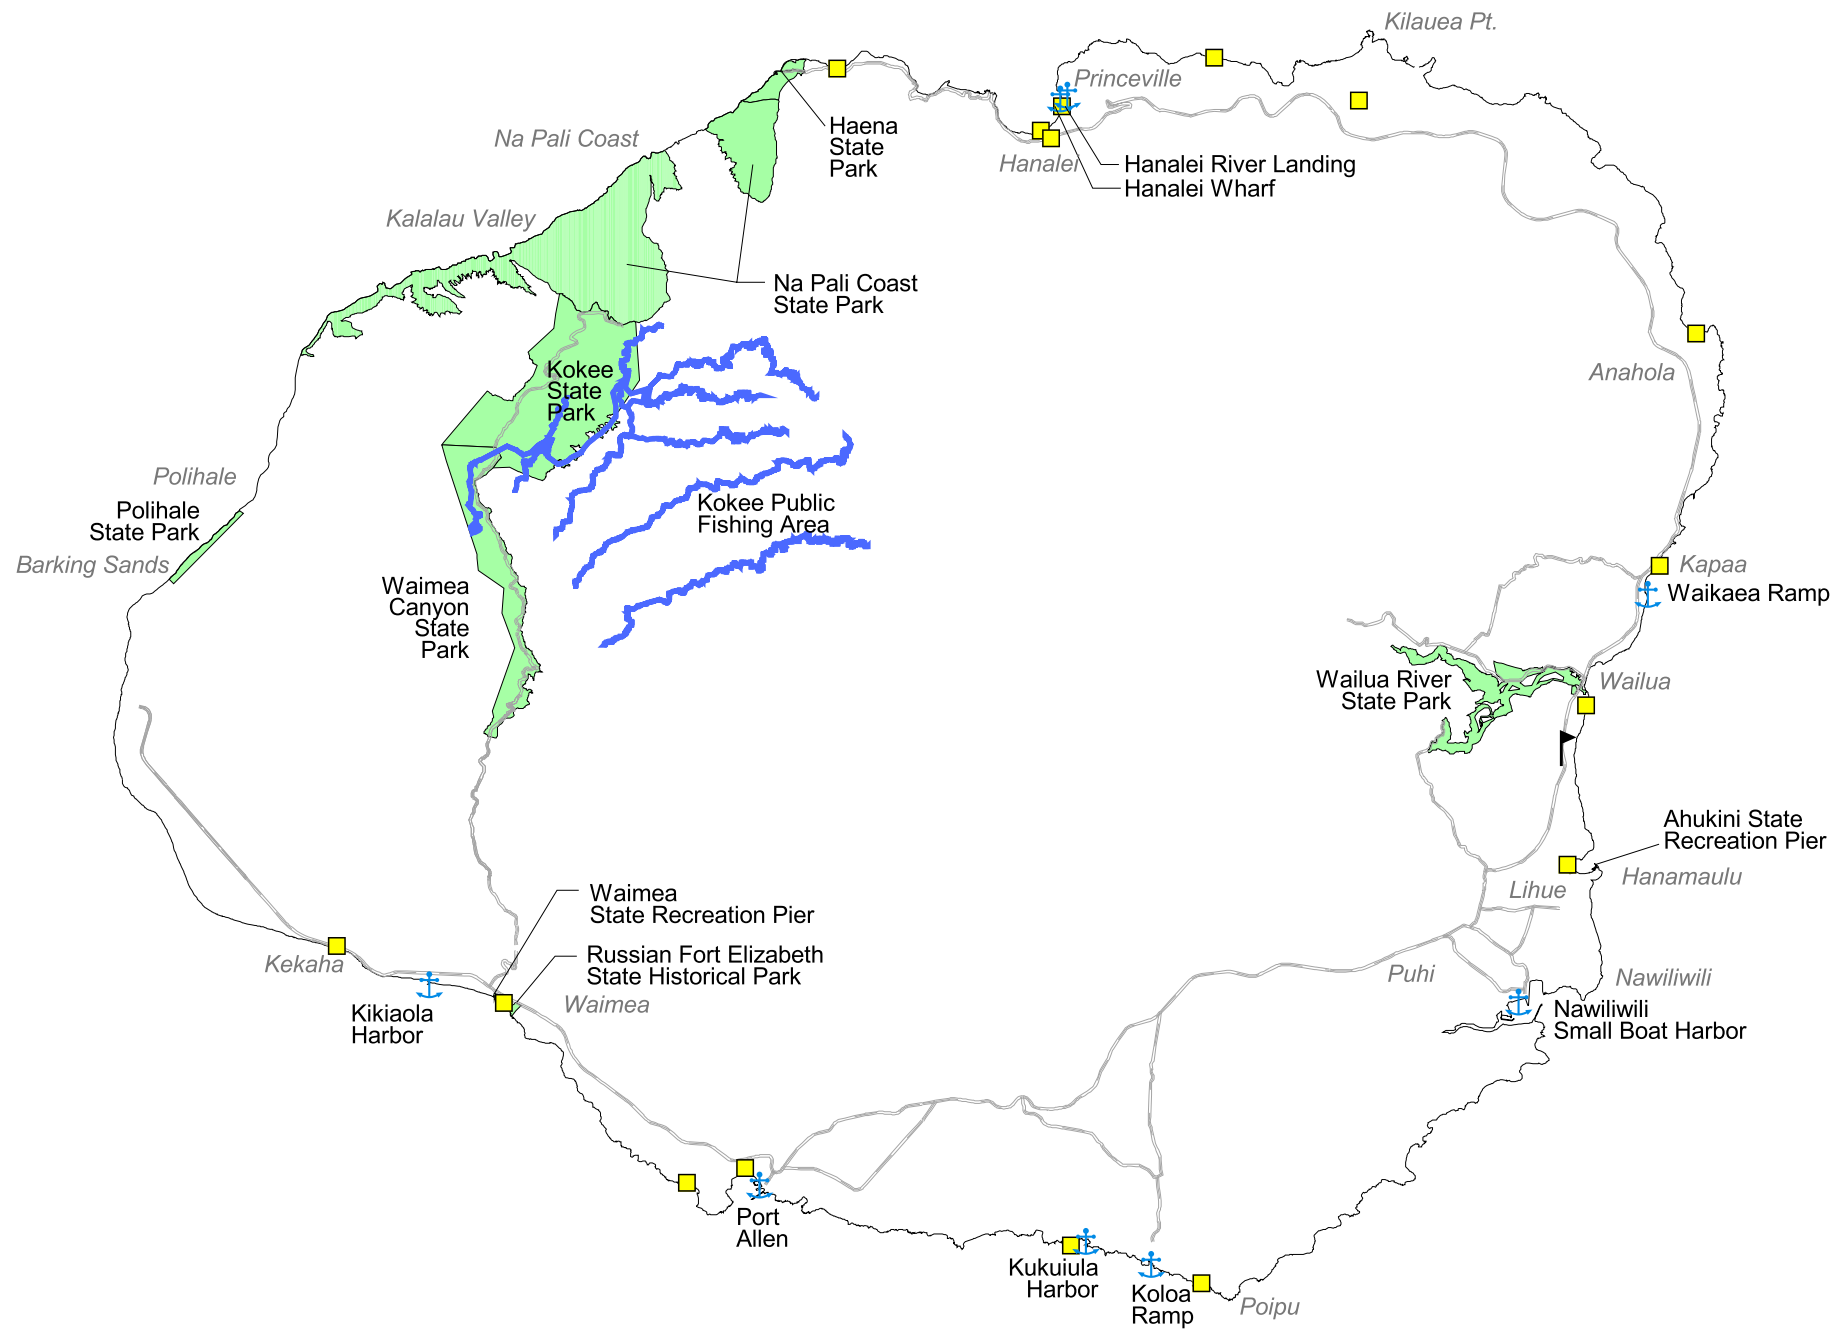 Kilauea Pt.
Princeville
Haena
State
Park
Na Pali Coast
Hanalei
Hanalei River Landing
Hanalei Wharf
Kalalau Valley
Na Pali Coast
State Park
Kokee
State
Park
Anahola
Polihale
Polihale
State Park
Kokee Public
Fishing Area
Barking Sands
Kapaa
Waikaea Ramp
Waimea
Canyon
State
Park
Wailua River
State Park
Wailua
Ahukini State
Recreation Pier
Hanamaulu
Lihue
Waimea
State Recreation Pier
Russian Fort Elizabeth
State Historical Park
Kekaha
Puhi
Nawiliwili
Waimea
Kikiaola
Harbor
Nawiliwili
Small Boat Harbor
Port
Allen
Kukuiula
Harbor
Koloa
Ramp
Poipu